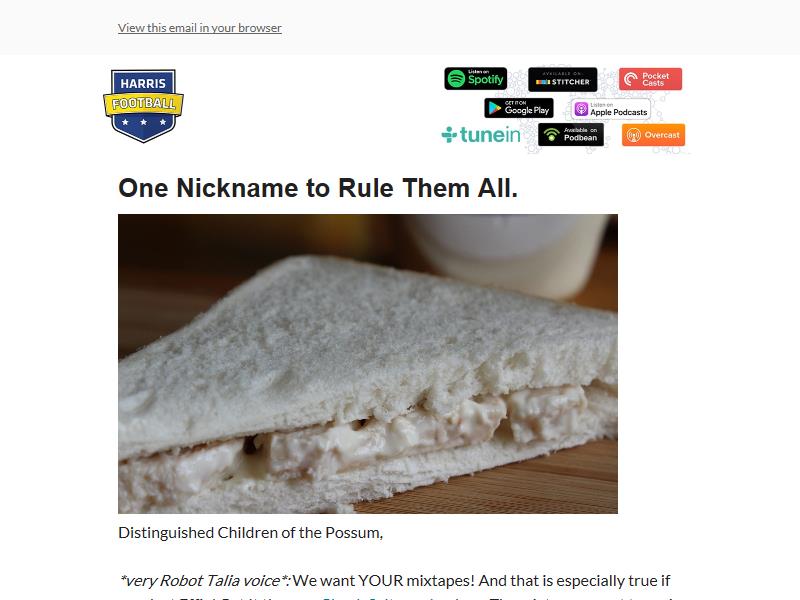 View this email in your browser
HARRIS
FOOTBALL
Listen on
Spotify
AVAILABLE ON
STITCHER
Pocket
Casts
GET IT ON
Google Play
Listen on
Apple Podcasts
tunein
Available on
Podbean
Overcast
One Nickname to Rule Them All.
Distinguished Children of the Possum,
*very Robot Talia voice*: We want YOUR mixtapes! And that is especially true if